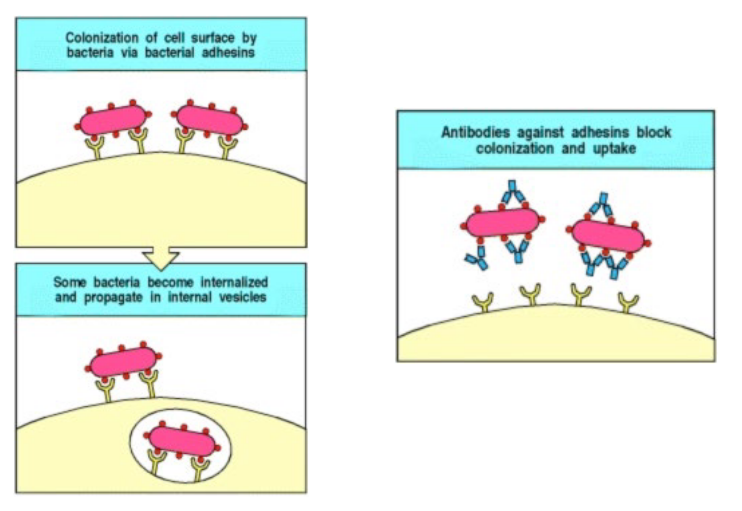 Colonization of cell surface by
bacteria via bacterial adhesins
Some bacteria become internalized
and propagate in internal vesicles
Antibodies against adhesins block
colonization and uptake